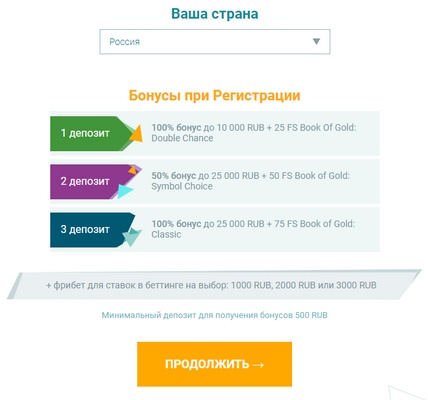 Ваша страна
Россия
Бонусы при Регистрации
1 депозит
100% бонус до 10 000 RUB + 25 FS Book Of Gold:
Double Chance
2 депозит
50% бонус до 25 000 RUB + 50 FS Book of Gold:
Symbol Choice
3 депозит
100% бонус до 25 000 RUB + 75 FS Book of Gold:
Classic
+ фрибет для ставок в беттинге на выбор: 1000 RUB, 2000 RUB или 3000 RUB
Минимальный депозит для получения бонусов 500 RUB
ПРОДОЛЖИТЬ →